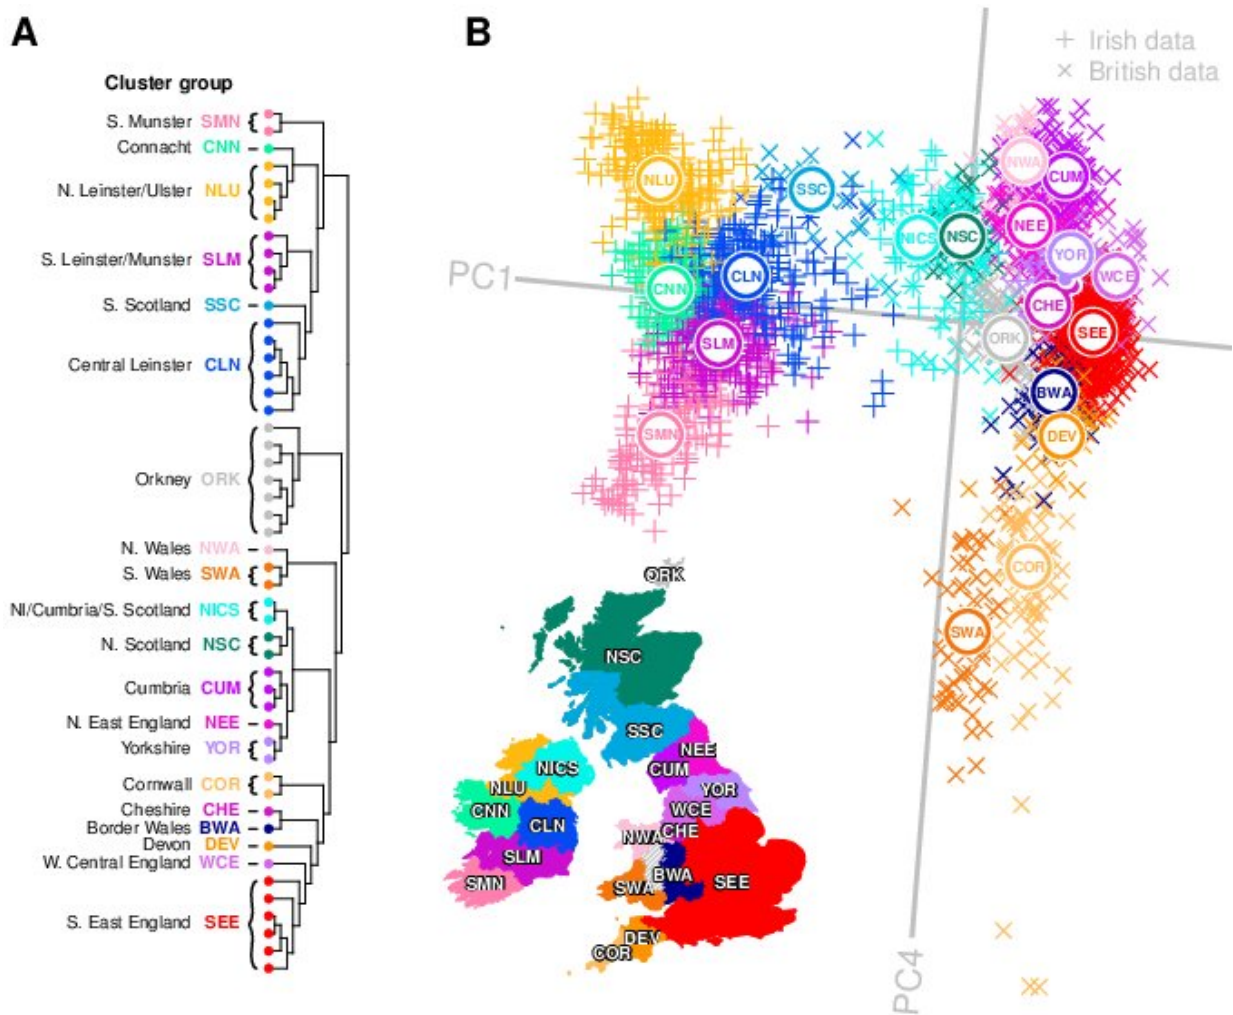 A
Cluster group
S. Munster SMN
Connacht CNN
N. Leinster/Ulster NLU
S. Leinster/Munster SLM
S. Scotland SSC
Central Leinster CLN
Orkney ORK
N. Wales NWA
S. Wales SWA
NI/Cumbria/S. Scotland NICS
N. Scotland NSC
Cumbria CUM
N. East England NEE
Yorkshire YOR
Cornwall COR
Cheshire CHE
Border Wales BWA
Devon DEV
W. Central England WCE
S. East England SEE
B
Irish data
British data
NWA
CUM
NLU
SSC
NEE
NICS
NSC
YOR
PC1
CLN
WCE
CNN
CHE
SEE
ORK
SLM
BWA
SMN
DEV
COR
SWA
PC4
ORK
NSC
SSC
NEE
NICS
CUM
NLU
YOR
CNN
WCE
CLN
CHE
NWA
SLM
BWA
SMN
SWA
SEE
DEV
COR